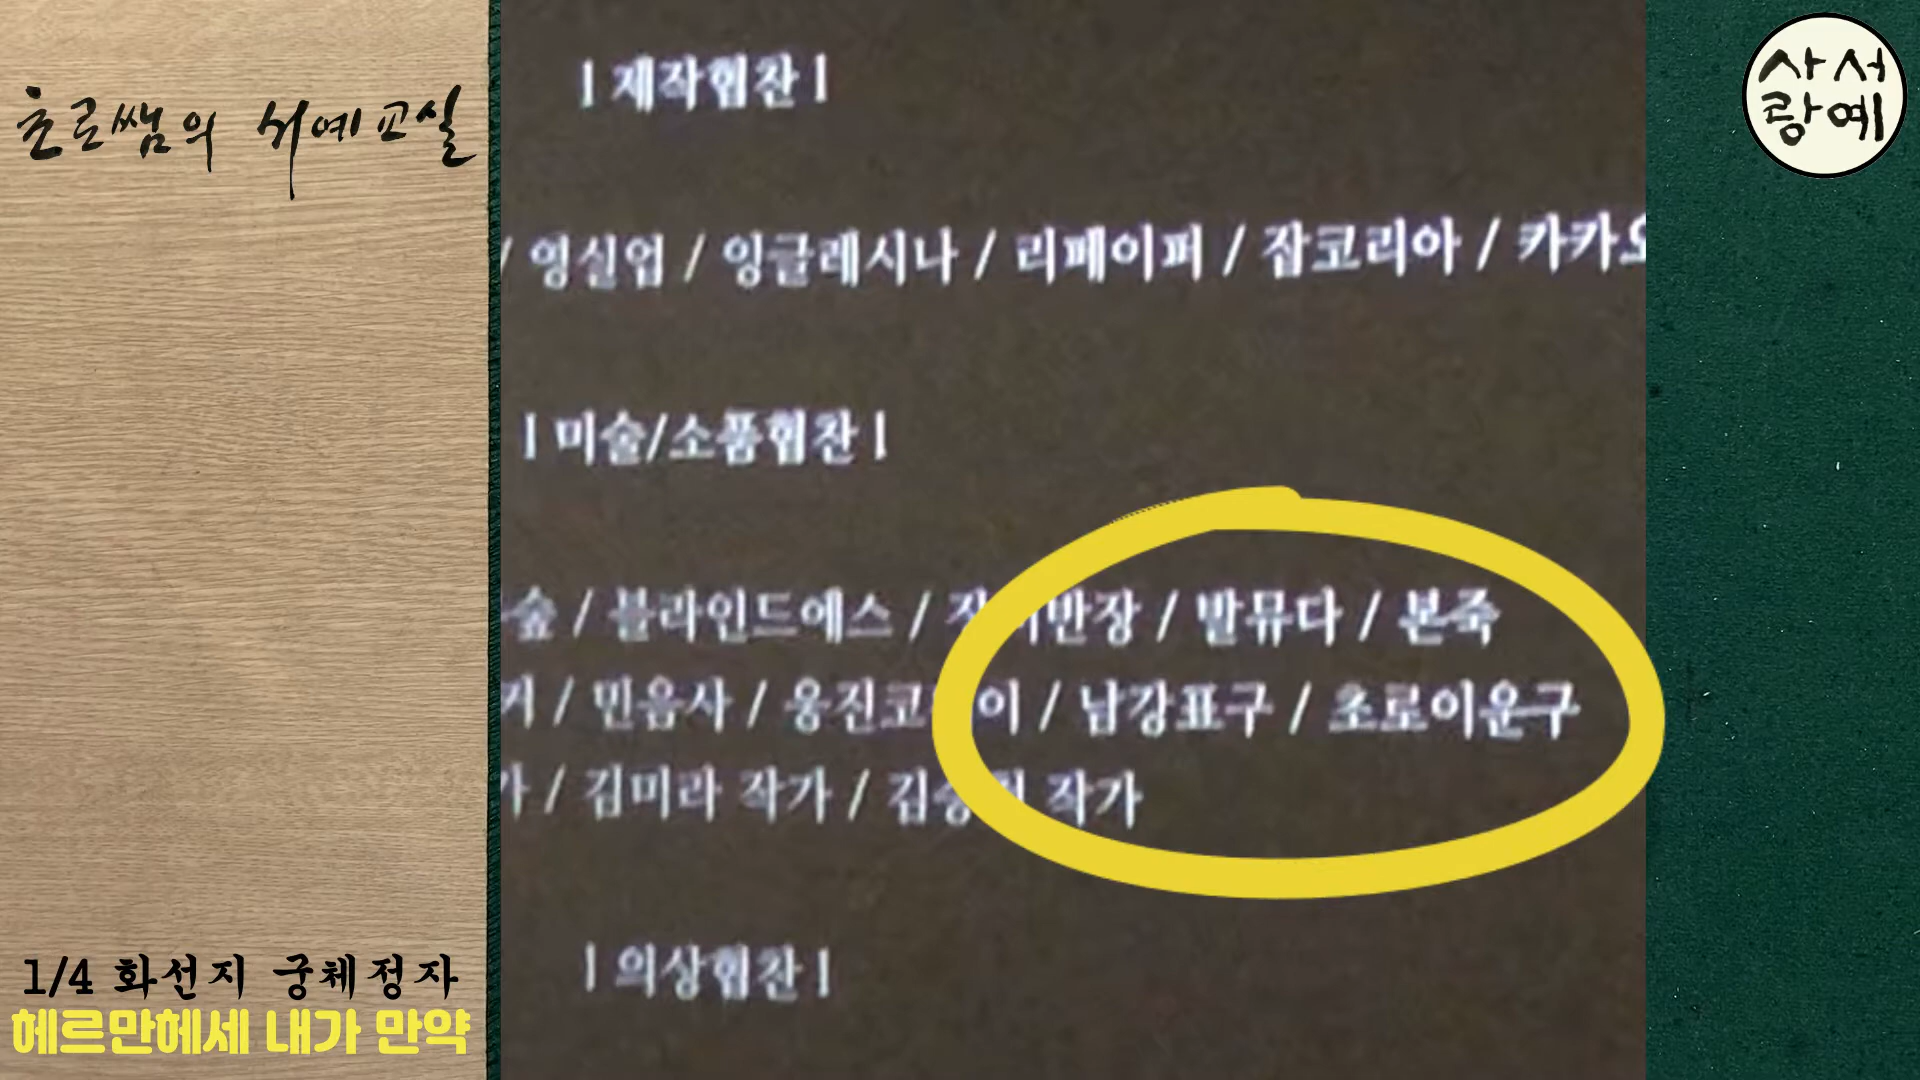 초로쌤의 서예교실
서예
사랑
| 제작협찬 |
/ 영실업 / 잉글레시나 / 리페이퍼 / 잡코리아 / 카카오
| 미술/소품협찬 |
숲 / 블라인드에스 / 반장 / 발뮤다 / 본죽
커 / 민음사 / 웅진코웨이 / 남강표구 / 초로이운구
가 / 김미라 작가 / 작가
| 의상협찬 |
1/4 화선지 궁체정자
헤르만헤세 내가 만약